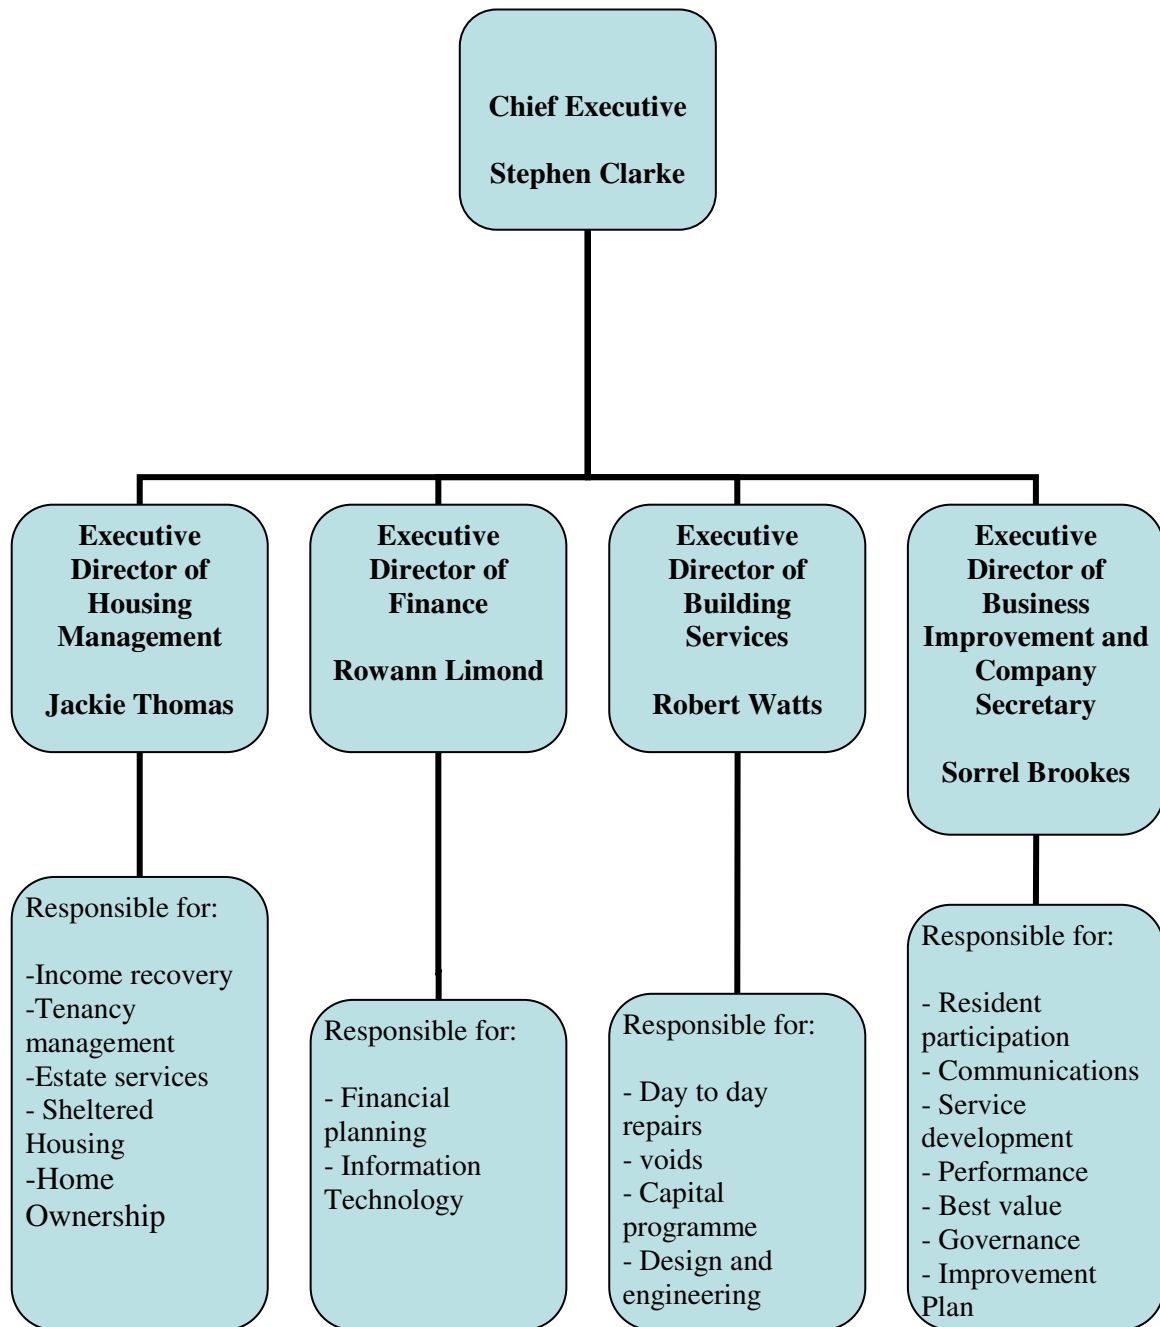 Chief Executive
Stephen Clarke
Executive
Director of
Housing
Management
Jackie Thomas
Executive
Director of
Finance
Rowann Limond
Executive
Director of
Building
Services
Robert Watts
Executive
Director of
Business
Improvement and
Company
Secretary
Sorrel Brookes
Responsible for:
-Income recovery
-Tenancy
management
-Estate services
- Sheltered
Housing
-Home
Ownership
Responsible for:
- Financial
planning
- Information
Technology
Responsible for:
- Day to day
repairs
- voids
- Capital
programme
- Design and
engineering
Responsible for:
- Resident
participation
- Communications
- Service
development
- Performance
- Best value
- Governance
- Improvement
Plan